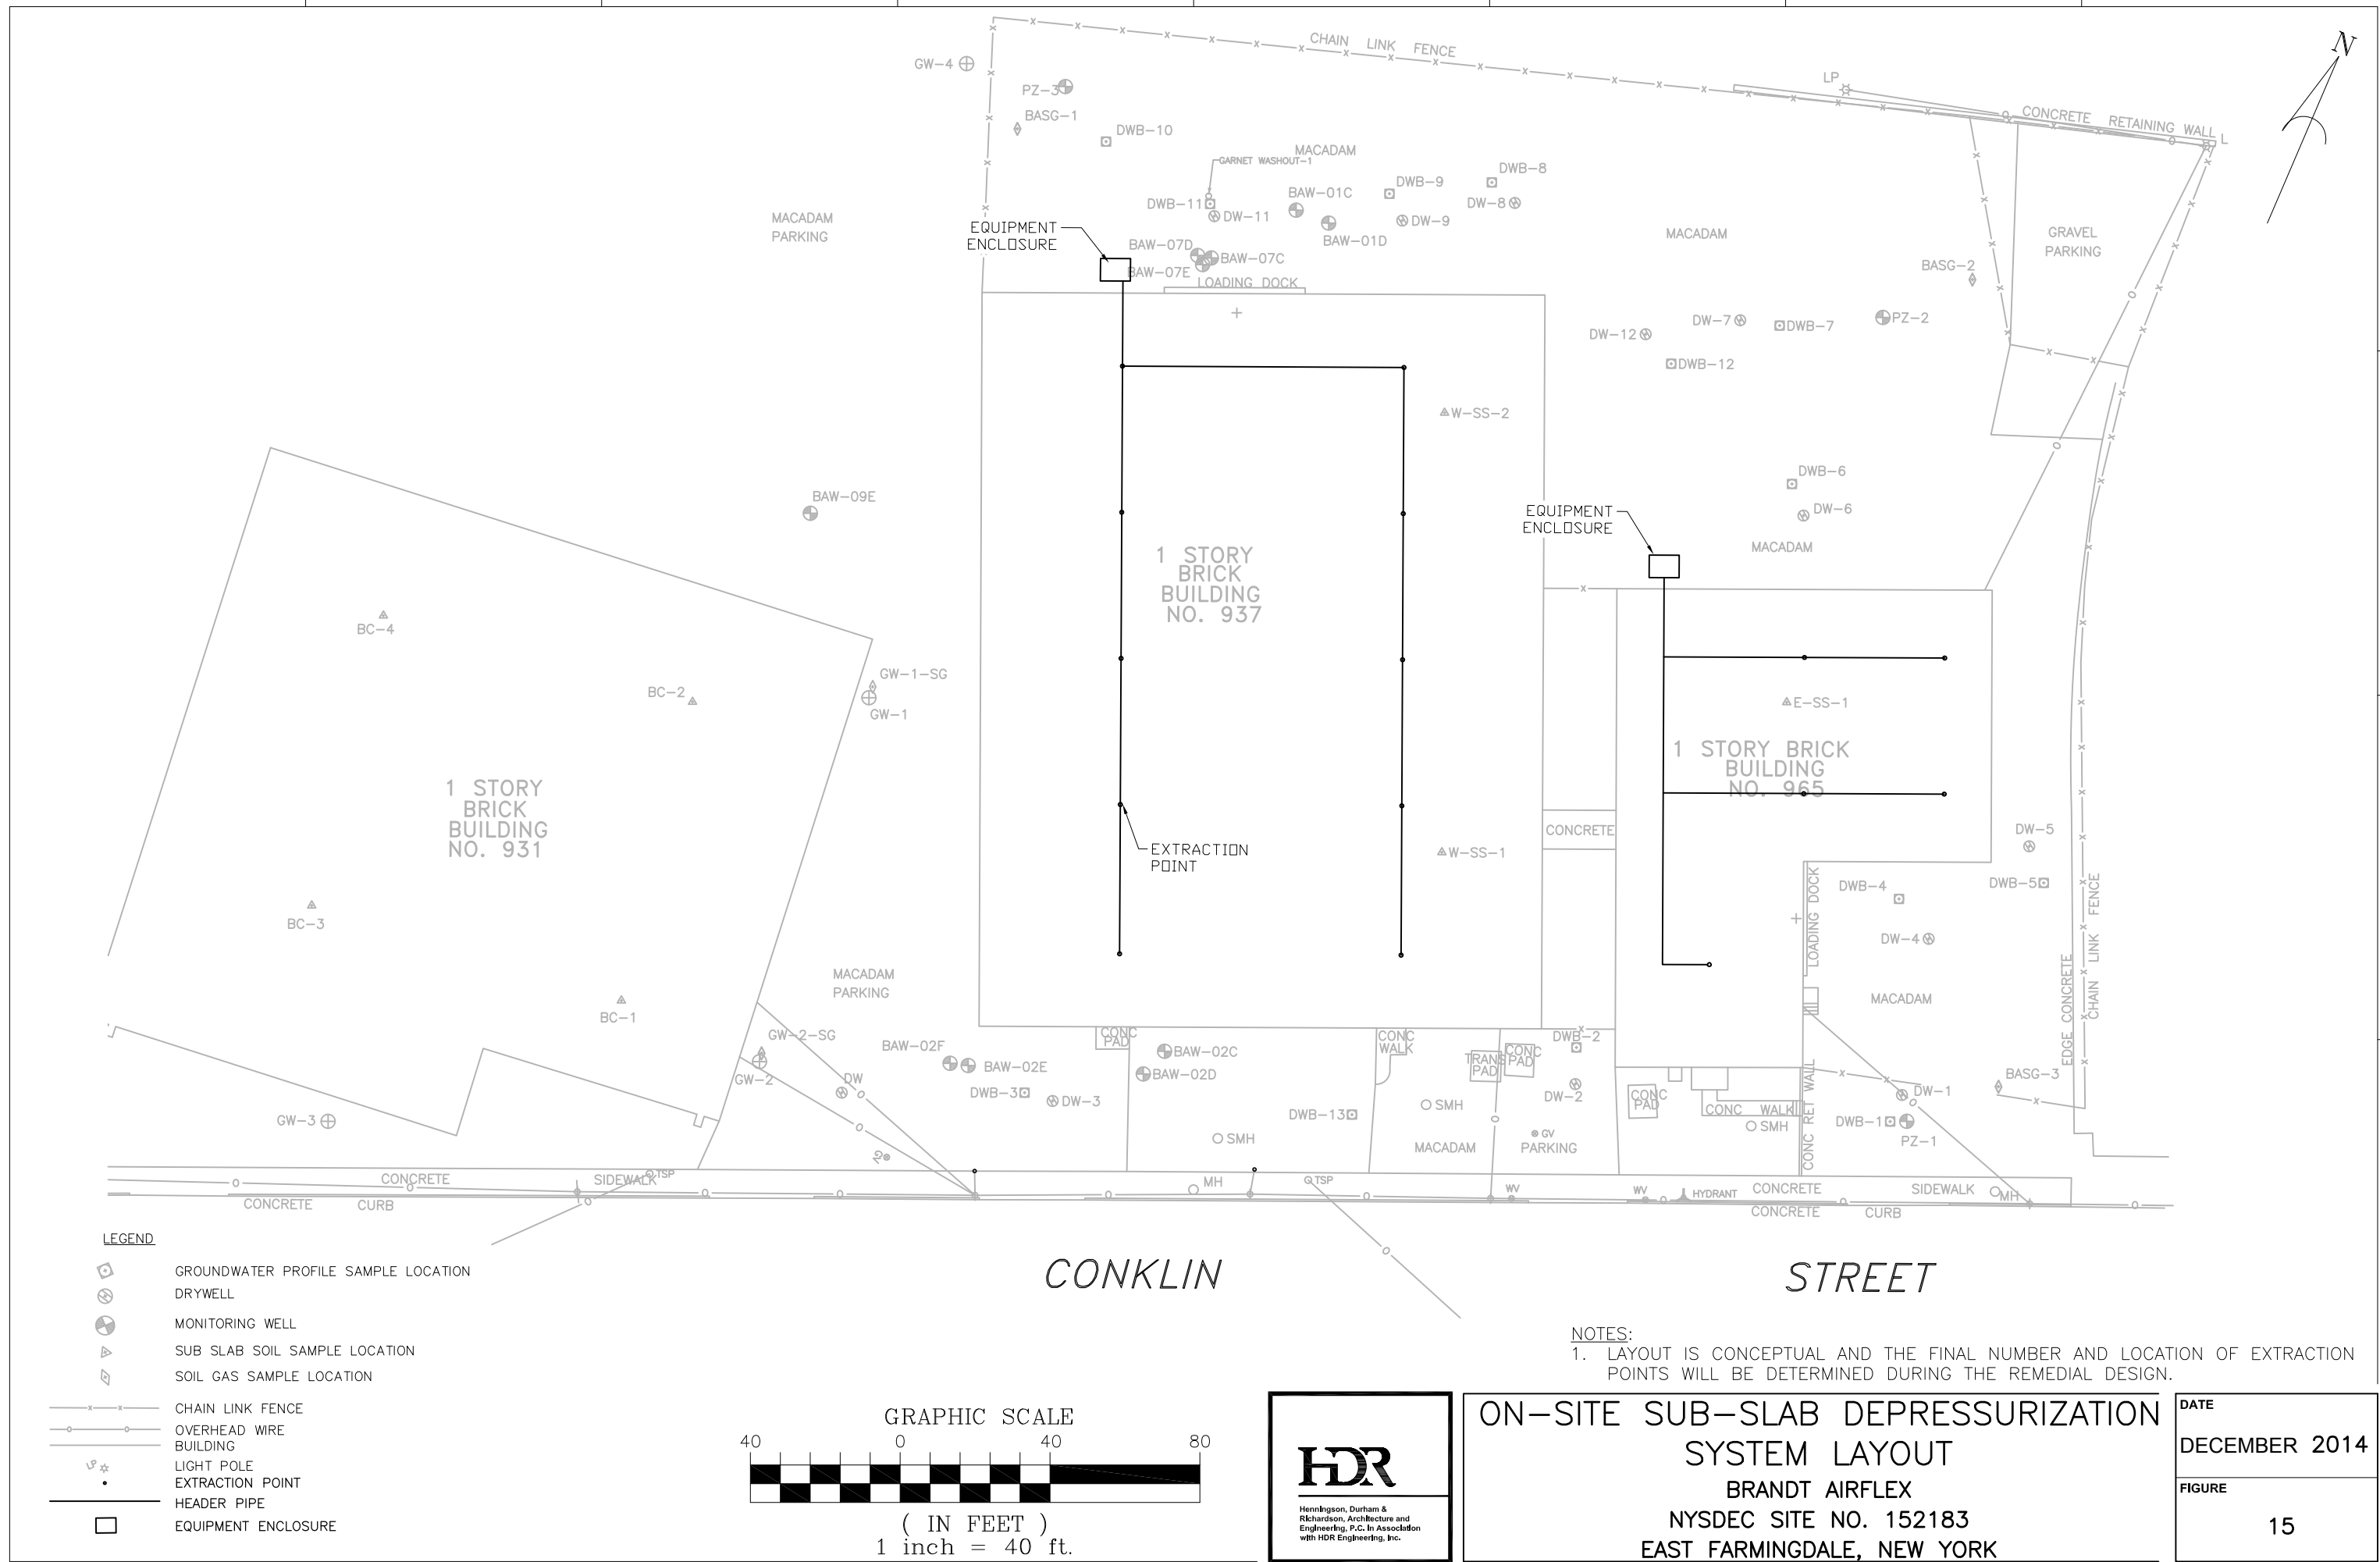 CHAIN LINK FENCE
N
GW-4
PZ-3
LP
BASG-1
DWB-10
CONCRETE RETAINING WALL
L
MACADAM
GARNET WASHOUT-1
DWB-8
DWB-9
BAW-01C
DWB-11
DW-11
DW-8
DW-9
MACADAM
PARKING
EQUIPMENT
ENCLOSURE
BAW-01D
BAW-07D
BAW-07C
BAW-07E
LOADING DOCK
MACADAM
GRAVEL
PARKING
BASG-2
DW-12
DW-7
DWB-7
PZ-2
DWB-12
W-SS-2
DWB-6
DW-6
BAW-09E
EQUIPMENT
ENCLOSURE
MACADAM
1 STORY
BRICK
BUILDING
NO. 937
BC-4
BC-2
GW-1-SG
GW-1
E-SS-1
1 STORY BRICK
BUILDING
NO. 965
1 STORY
BRICK
BUILDING
NO. 931
CONCRETE
EXTRACTION
POINT
W-SS-1
DW-5
DWB-5
DWB-4
DW-4
LOADING DOCK
CHAIN LINK FENCE
EDGE CONCRETE
BC-3
MACADAM
PARKING
MACADAM
BC-1
GW-2-SG
GW-2
BAW-02F
BAW-02E
DW
DWB-3
DW-3
CONC
PAD
BAW-02C
BAW-02D
CONC
WALK
TRANS
PAD
CONC
PAD
DWB-2
DW-2
CONC
PAD
CONC WALK
CONC RET WALL
BASG-3
DW-1
DWB-1
PZ-1
GW-3
DWB-13
SMH
SMH
SMH
GV
MACADAM
PARKING
TSP
CONCRETE SIDEWALK
MH
TSP
WV
WV
HYDRANT
CONCRETE SIDEWALK
MH
CONCRETE CURB
CONCRETE CURB
CONKLIN STREET
LEGEND
GROUNDWATER PROFILE SAMPLE LOCATION
DRYWELL
MONITORING WELL
SUB SLAB SOIL SAMPLE LOCATION
SOIL GAS SAMPLE LOCATION
CHAIN LINK FENCE
OVERHEAD WIRE
BUILDING
LP LIGHT POLE
EXTRACTION POINT
HEADER PIPE
EQUIPMENT ENCLOSURE
GRAPHIC SCALE
40 0 40 80
( IN FEET )
1 inch = 40 ft.
NOTES:
1. LAYOUT IS CONCEPTUAL AND THE FINAL NUMBER AND LOCATION OF EXTRACTION
POINTS WILL BE DETERMINED DURING THE REMEDIAL DESIGN.
HDR
Henningson, Durham &
Richardson, Architecture and
Engineering, P.C. in Association
with HDR Engineering, Inc.
ON-SITE SUB-SLAB DEPRESSURIZATION
SYSTEM LAYOUT
BRANDT AIRFLEX
NYSDEC SITE NO. 152183
EAST FARMINGDALE, NEW YORK
DATE
DECEMBER 2014
FIGURE
15